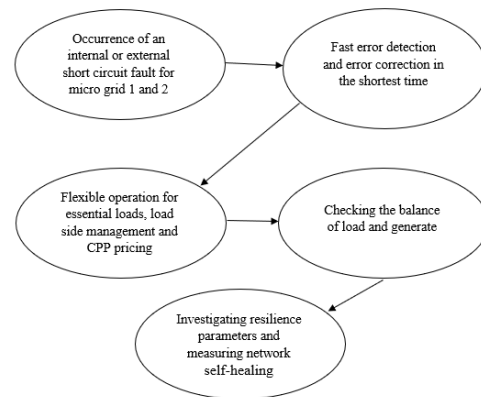 Occurrence of an
internal or external
short circuit fault for
micro grid 1 and 2
Fast error detection
and error correction in
the shortest time
Flexible operation for
essential loads, load
side management and
CPP pricing
Checking the balance
of load and generate
Investigating resilience
parameters and
measuring network
self-healing